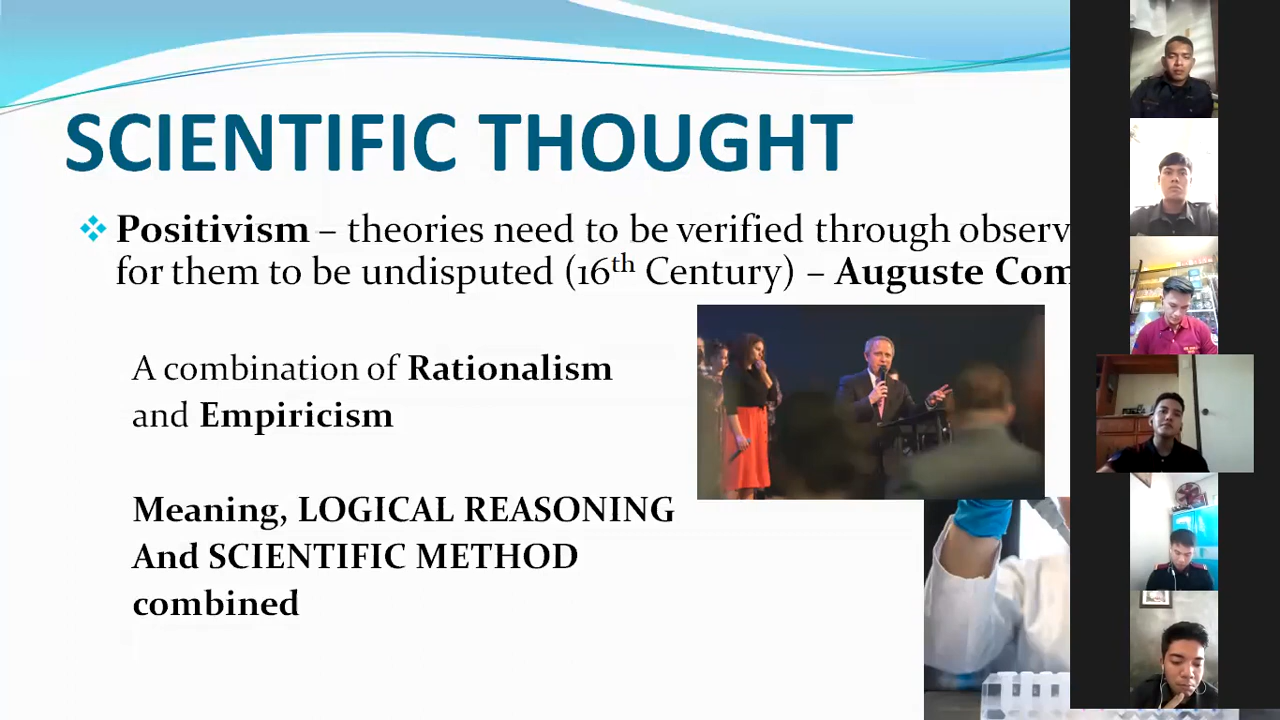 SCIENTIFIC THOUGHT
❖ Positivism – theories need to be verified through observ
for them to be undisputed (16th Century) – Auguste Com
A combination of Rationalism
and Empiricism
Meaning, LOGICAL REASONING
And SCIENTIFIC METHOD
combined